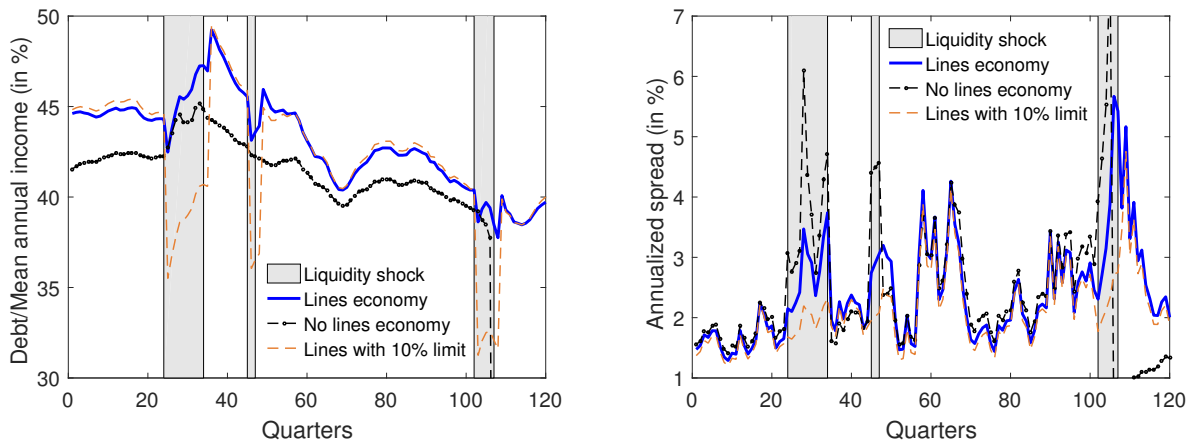 50
45
40
35
30
Debt/Mean annual income (in %)
Liquidity shock
Lines economy
No lines economy
Lines with 10% limit
0
20
40
60
80
100
120
Quarters
7
6
5
4
3
2
1
Annualized spread (in %)
Liquidity shock
Lines economy
No lines economy
Lines with 10% limit
0
20
40
60
80
100
120
Quarters